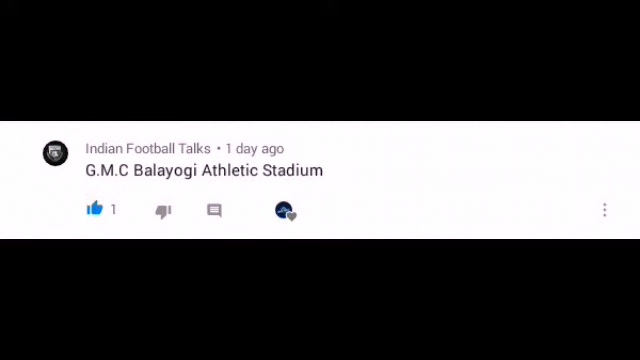 Indian Football Talks • 1 day ago
G.M.C Balayogi Athletic Stadium
1